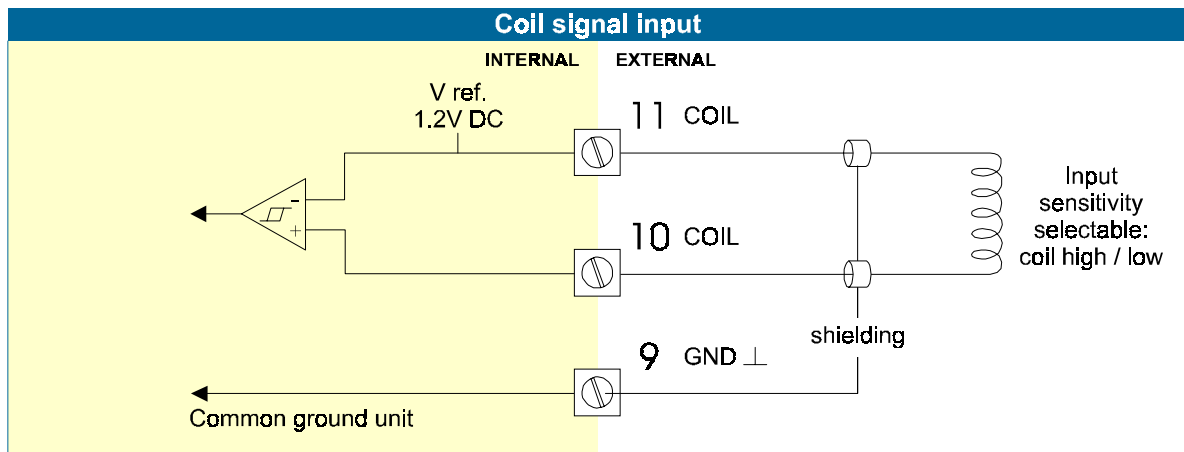 Coil signal input
INTERNAL
EXTERNAL
V ref.
1.2V DC
11 COIL
-
+
10 COIL
Input
sensitivity
selectable:
coil high / low
shielding
9 GND ⊥
Common ground unit